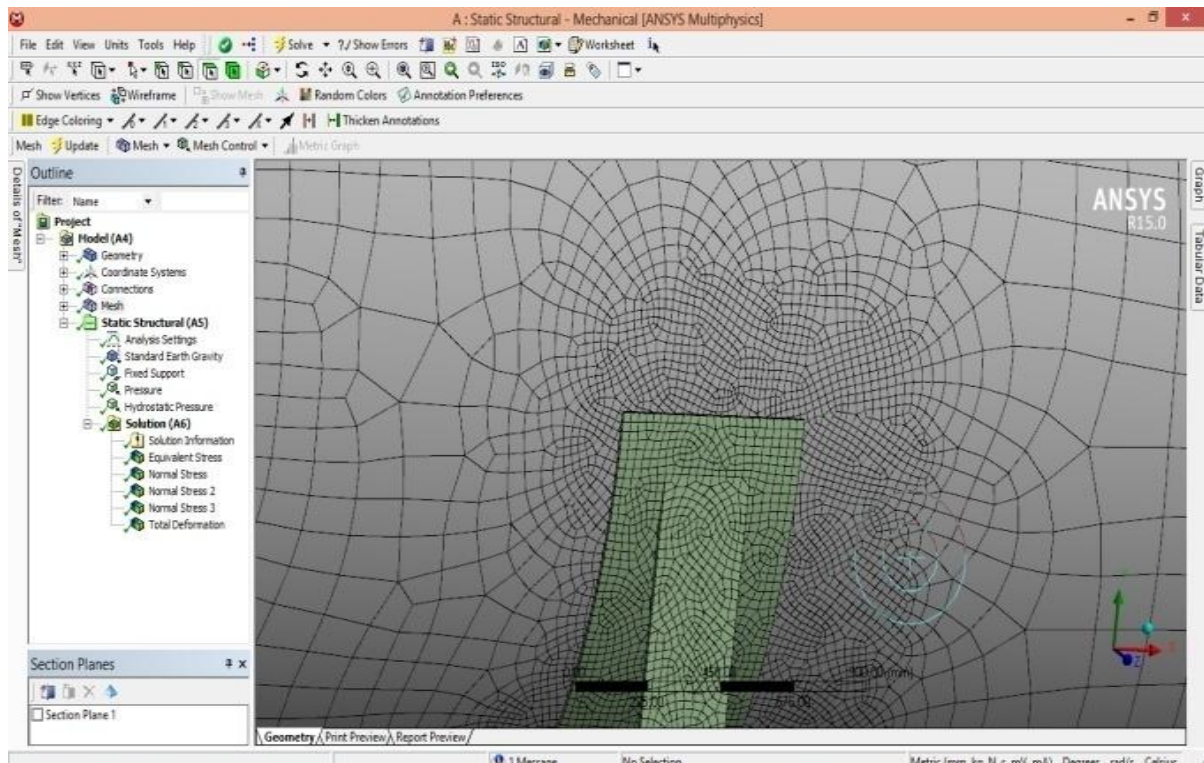 A : Static Structural - Mechanical [ANSYS Multiphysics]
File Edit View Units Tools Help Solve ?/ Show Errors Worksheet
Show Vertices Wireframe Show Mesh Random Colors Annotation Preferences
Edge Coloring Thicken Annotations
Mesh Update Mesh Mesh Control Metric Graph
Details of "Mesh"
Outline
Filter: Name
Project
Model (A4)
Geometry
Coordinate Systems
Connections
Mesh
Static Structural (A5)
Analysis Settings
Standard Earth Gravity
Fixed Support
Pressure
Hydrostatic Pressure
Solution (A6)
Solution Information
Equivalent Stress
Normal Stress
Normal Stress 2
Normal Stress 3
Total Deformation
Section Planes
Section Plane 1
ANSYS
R15.0
Graph
Tabular Data
Z
Geometry Print Preview Report Preview
1 Message No Selection Degrees rad/s Celsius